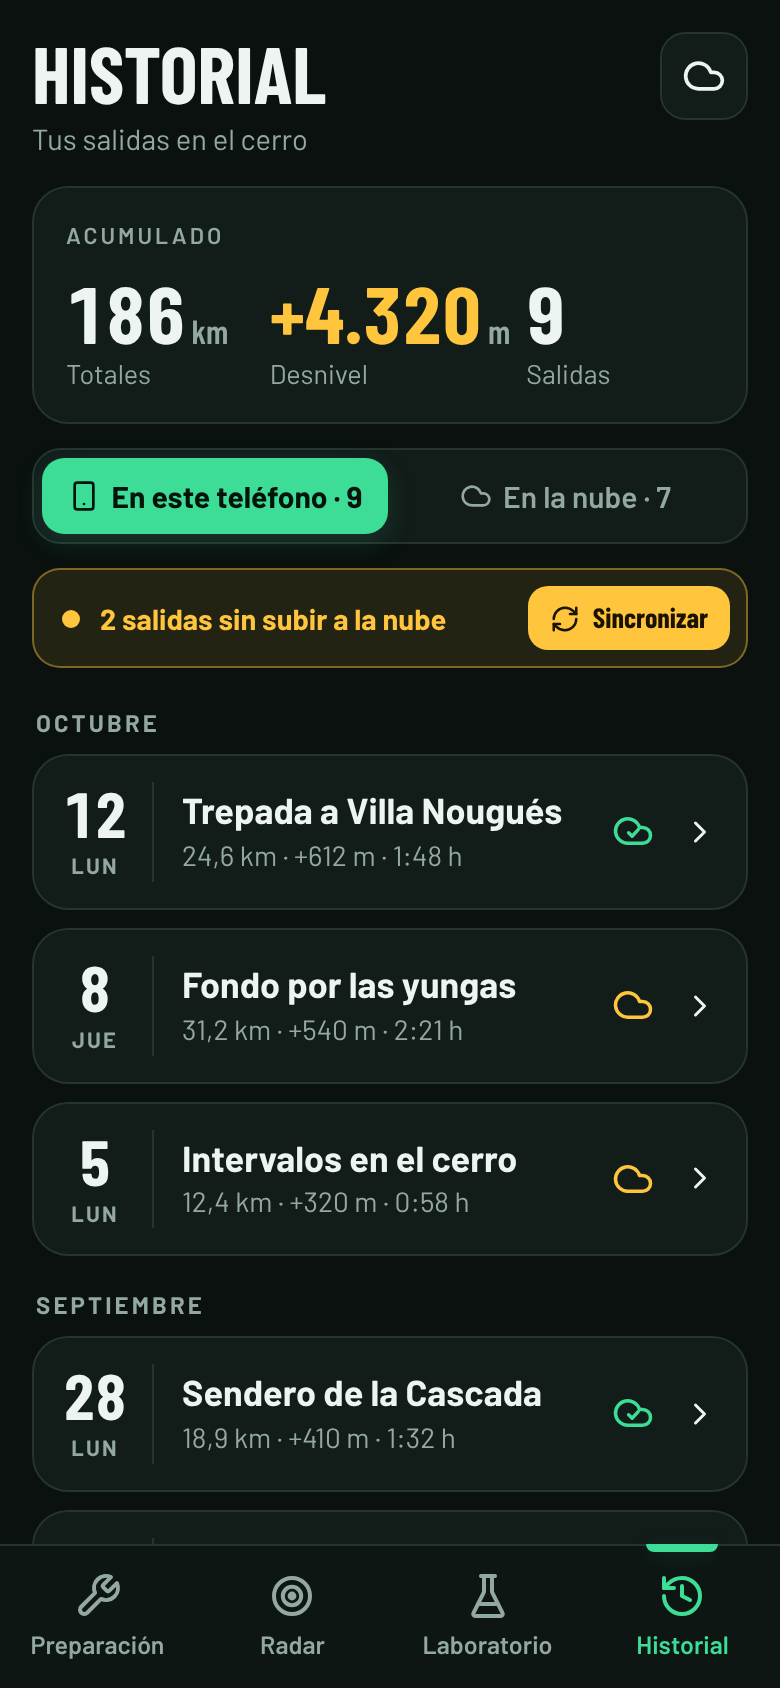 HISTORIAL
Tus salidas en el cerro
ACUMULADO
186 km +4.320 m 9
Totales Desnivel Salidas
En este teléfono · 9 En la nube · 7
2 salidas sin subir a la nube Sincronizar
OCTUBRE
12 LUN
Trepada a Villa Nougués
24,6 km · +612 m · 1:48 h
8 JUE
Fondo por las yungas
31,2 km · +540 m · 2:21 h
5 LUN
Intervalos en el cerro
12,4 km · +320 m · 0:58 h
SEPTIEMBRE
28 LUN
Sendero de la Cascada
18,9 km · +410 m · 1:32 h
Preparación Radar Laboratorio Historial